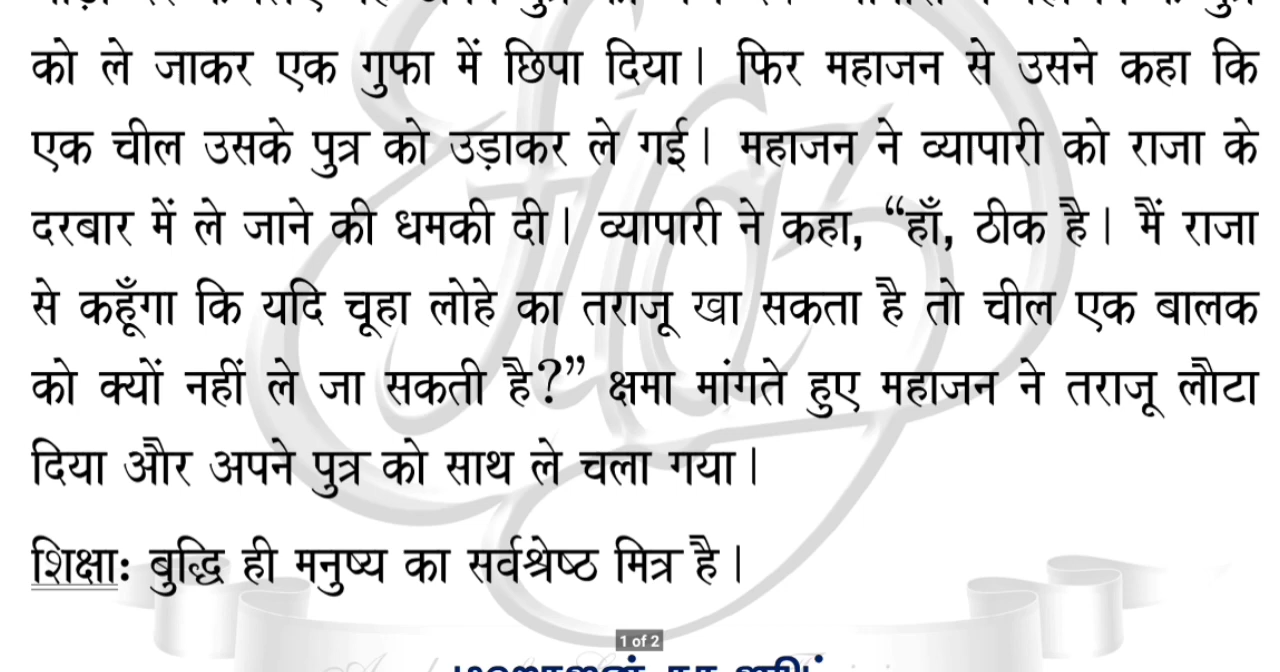 को ले जाकर एक गुफा में छिपा दिया। फिर महाजन से उसने कहा कि
एक चील उसके पुत्र को उड़ाकर ले गई। महाजन ने व्यापारी को राजा के
दरबार में ले जाने की धमकी दी। व्यापारी ने कहा, “हाँ, ठीक है। मैं राजा
से कहूँगा कि यदि चूहा लोहे का तराजू खा सकता है तो चील एक बालक
को क्यों नहीं ले जा सकती है?” क्षमा मांगते हुए महाजन ने तराजू लौटा
दिया और अपने पुत्र को साथ ले चला गया।
शिक्षाः बुद्धि ही मनुष्य का सर्वश्रेष्ठ मित्र है।
1 of 2